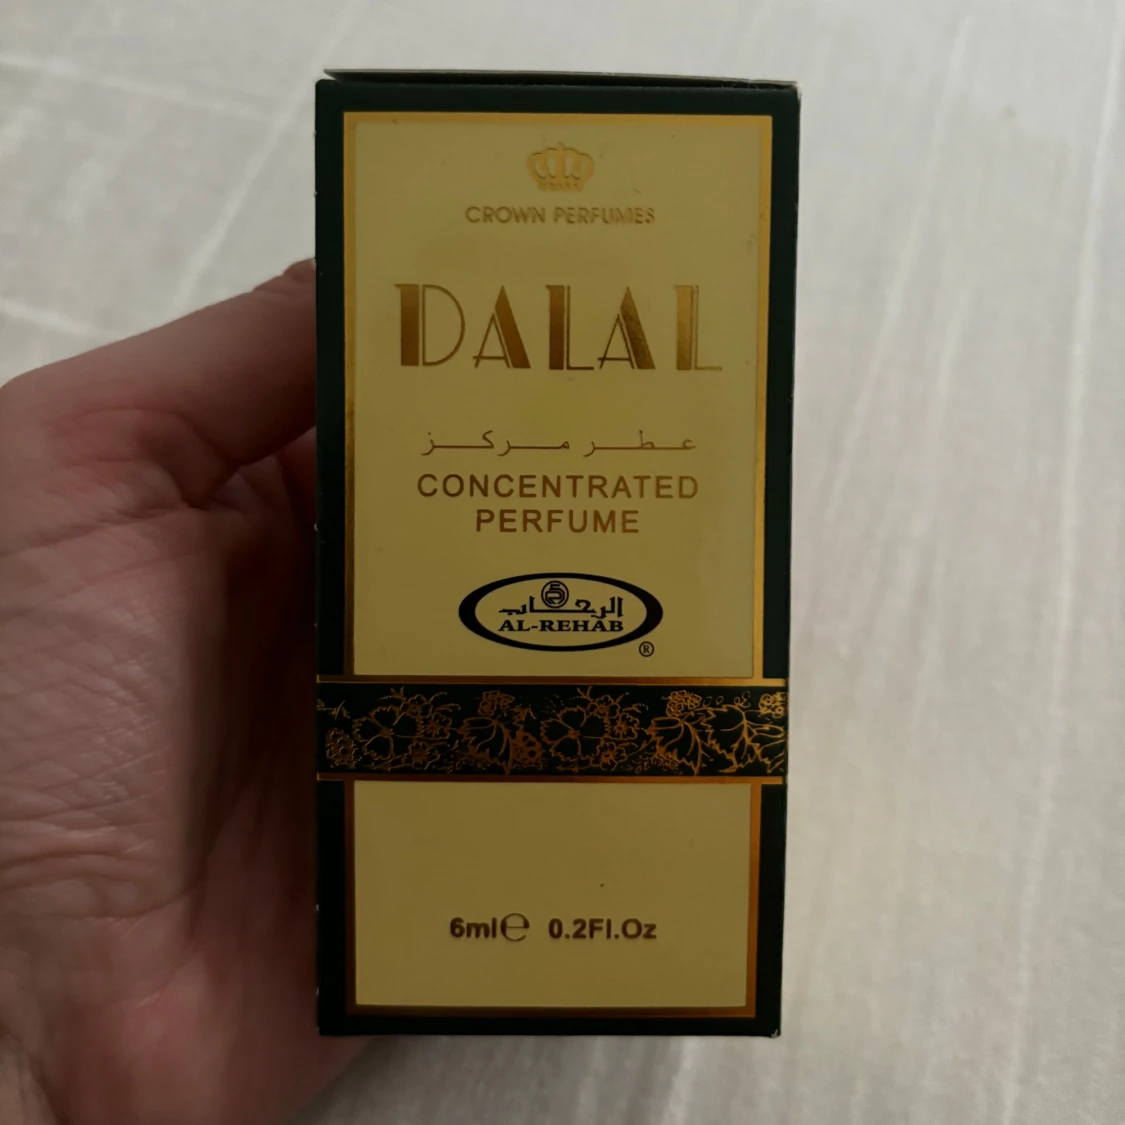 CROWN PERFUMES
DALAL
عطر مركز
CONCENTRATED
PERFUME
الرحاب
AL-REHAB
®
6ml℮ 0.2Fl.Oz